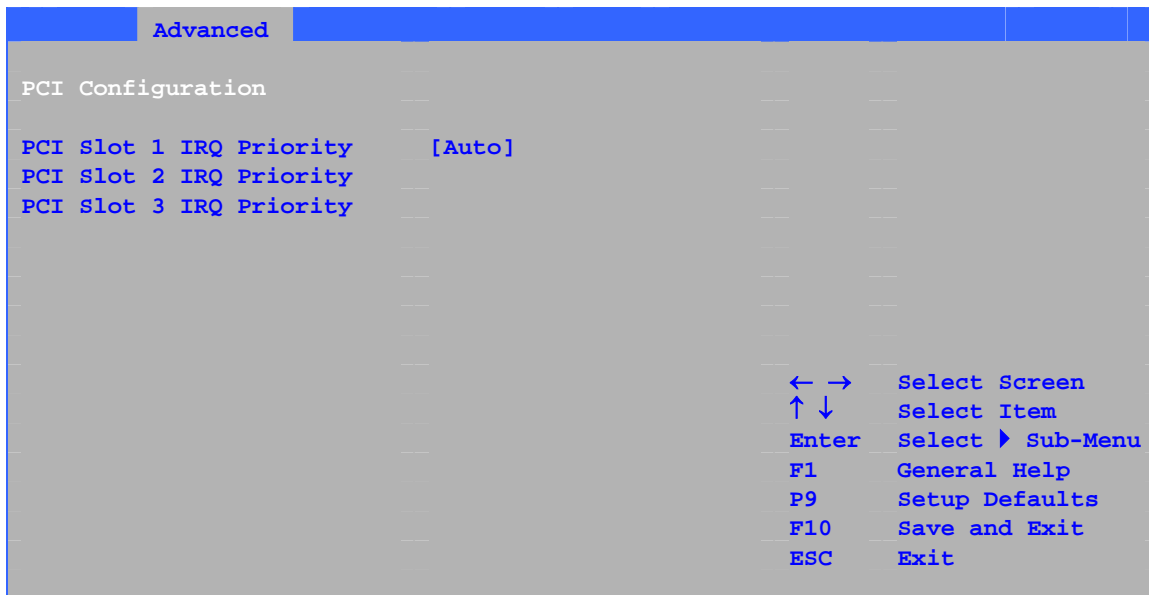 Advanced
PCI Configuration
PCI Slot 1 IRQ Priority [Auto]
PCI Slot 2 IRQ Priority
PCI Slot 3 IRQ Priority
← → Select Screen
↑ ↓ Select Item
Enter Select ▶ Sub-Menu
F1 General Help
P9 Setup Defaults
F10 Save and Exit
ESC Exit